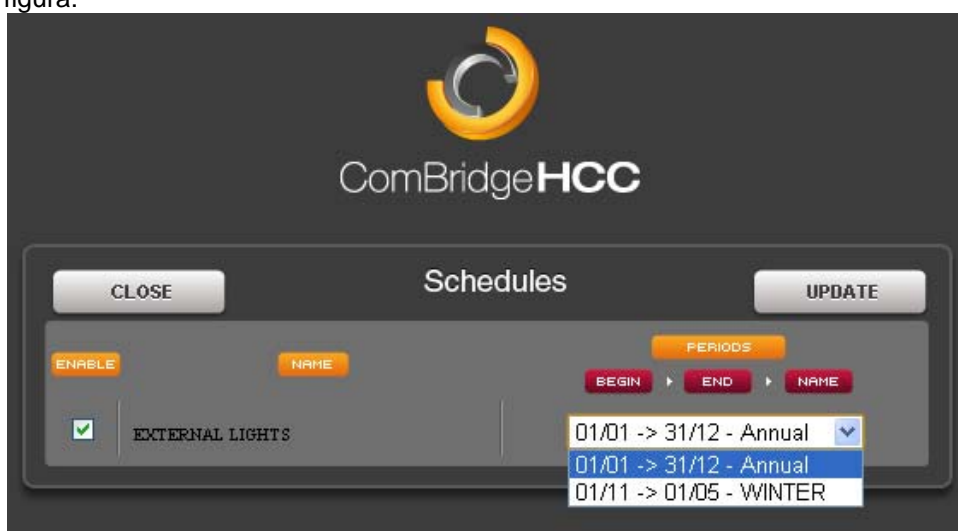 figura.
ComBridgeHCC
CLOSE
Schedules
UPDATE
ENABLE
NAME
PERIODS
BEGIN
END
NAME
EXTERNAL LIGHTS
01/01 -> 31/12 - Annual
01/01 -> 31/12 - Annual
01/11 -> 01/05 - WINTER